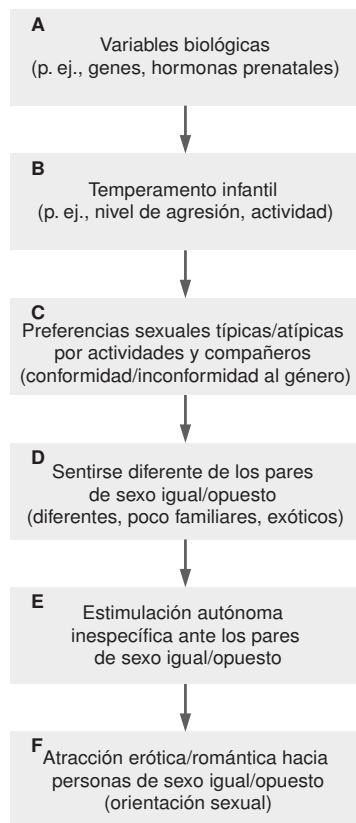 A
Variables biológicas
(p. ej., genes, hormonas prenatales)
B
Temperamento infantil
(p. ej., nivel de agresión, actividad)
C
Preferencias sexuales típicas/atípicas
por actividades y compañeros
(conformidad/inconformidad al género)
D
Sentirse diferente de los pares
de sexo igual/opuesto
(diferentes, poco familiares, exóticos)
E
Estimulación autónoma
inespecífica ante los pares
de sexo igual/opuesto
F
Atracción erótica/romántica hacia
personas de sexo igual/opuesto
(orientación sexual)